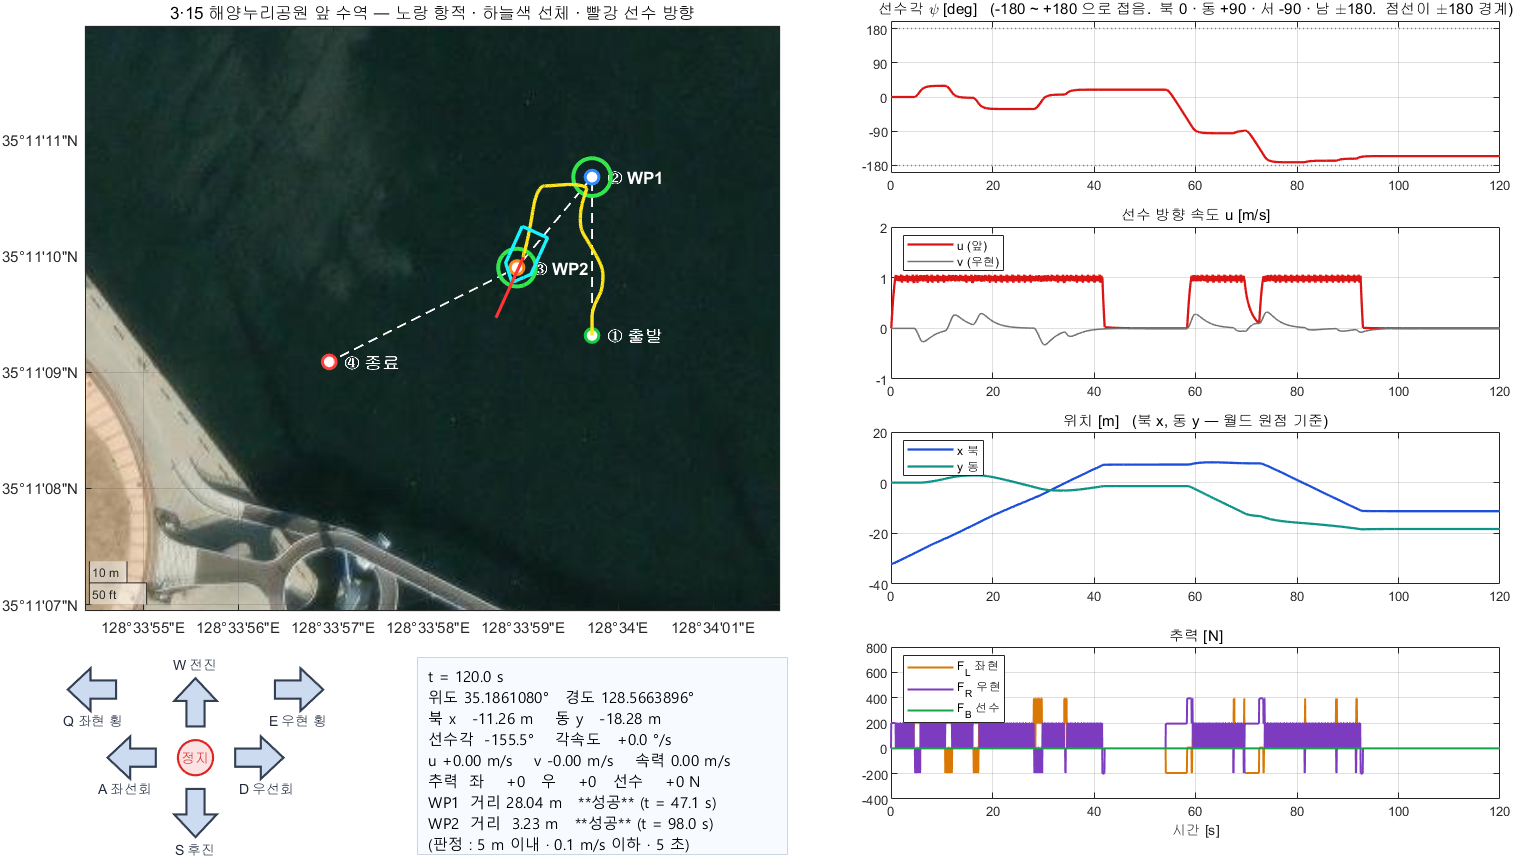 3·15 해양누리공원 앞 수역 — 노랑 항적 · 하늘색 선체 · 빨강 선수 방향
35°11'11"N
35°11'10"N
35°11'09"N
35°11'08"N
35°11'07"N
② WP1
③ WP2
① 출발
④ 종료
10 m
50 ft
128°33'55"E
128°33'56"E
128°33'57"E
128°33'58"E
128°33'59"E
128°34'E
128°34'01"E
W 전진
Q 좌현 횡
E 우현 횡
정지
A 좌선회
D 우선회
S 후진
t = 120.0 s
위도 35.1861080° 경도 128.5663896°
북 x -11.26 m 동 y -18.28 m
선수각 -155.5° 각속도 +0.0 °/s
u +0.00 m/s v -0.00 m/s 속력 0.00 m/s
추력 좌 +0 우 +0 선수 +0 N
WP1 거리 28.04 m **성공** (t = 47.1 s)
WP2 거리 3.23 m **성공** (t = 98.0 s)
(판정 : 5 m 이내 · 0.1 m/s 이하 · 5 초)
선수각 ψ [deg] (-180 ~ +180 으로 접음. 북 0 · 동 +90 · 서 -90 · 남 ±180. 점선이 ±180 경계)
180
90
0
-90
-180
0 20 40 60 80 100 120
선수 방향 속도 u [m/s]
2
1
0
-1
u (앞)
v (우현)
0 20 40 60 80 100 120
위치 [m] (북 x, 동 y — 월드 원점 기준)
20
0
-20
-40
x 북
y 동
0 20 40 60 80 100 120
추력 [N]
800
600
400
200
0
-200
-400
F_L 좌현
F_R 우현
F_B 선수
0 20 40 60 80 100 120
시간 [s]